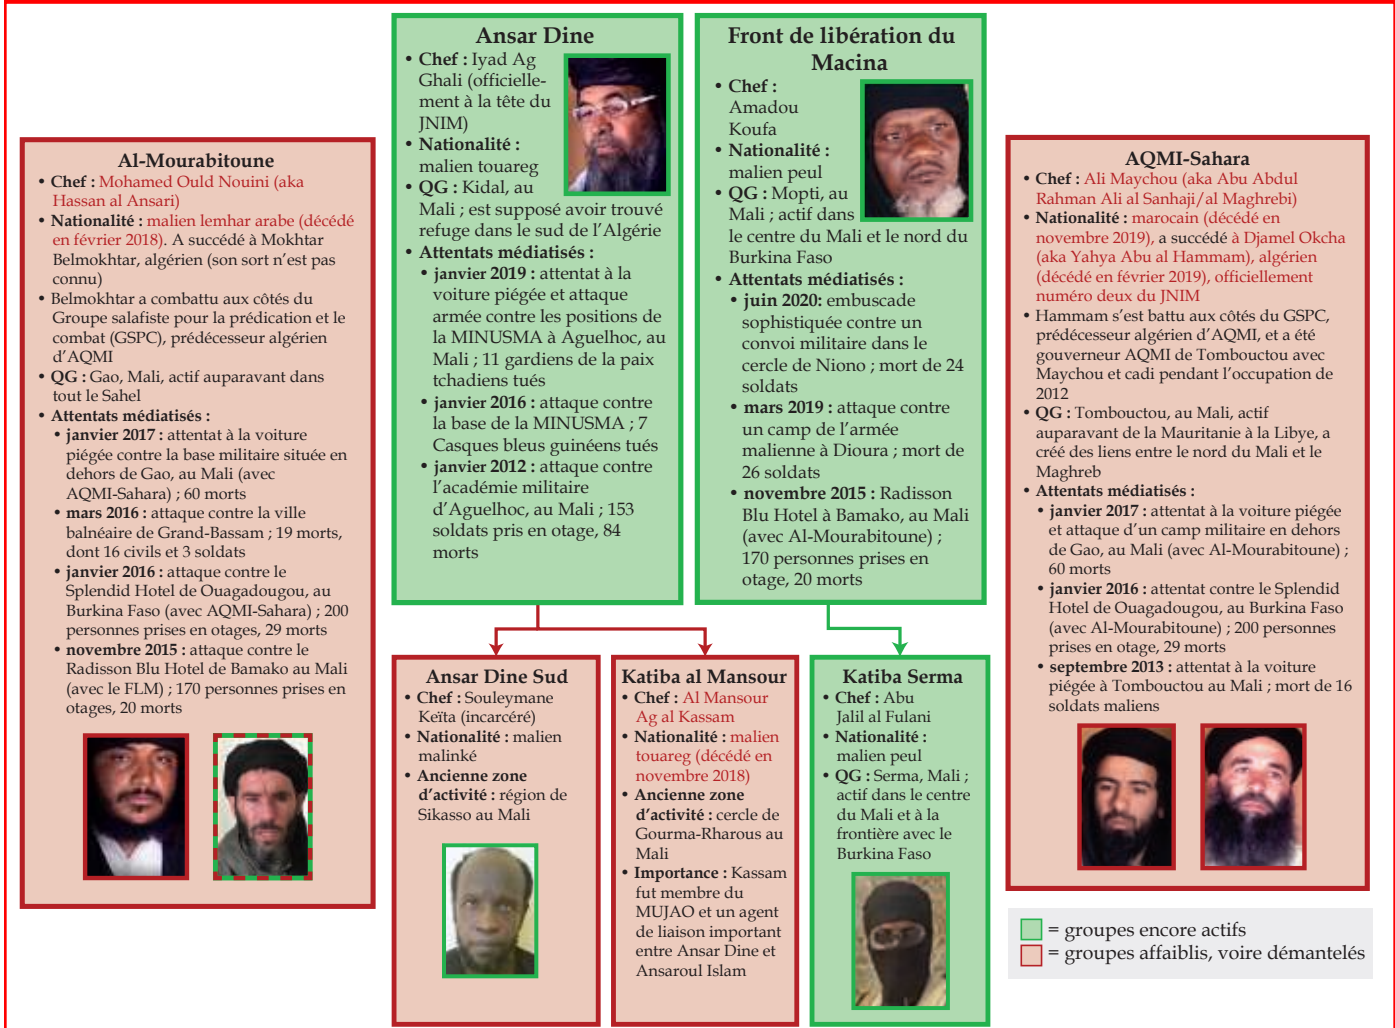 Ansar Dine
• Chef : Iyad Ag
Ghali (officielle-
ment à la tête du
JNIM)
• Nationalité :
malien touareg
• QG : Kidal, au
Mali ; est supposé avoir trouvé
refuge dans le sud de l'Algérie
• Attentats médiatisés :
• janvier 2019 : attentat à la
voiture piégée et attaque
armée contre les positions de
la MINUSMA à Aguelhoc, au
Mali ; 11 gardiens de la paix
tchadiens tués
• janvier 2016 : attaque contre
la base de la MINUSMA ; 7
Casques bleus guinéens tués
• janvier 2012 : attaque contre
l'académie militaire
d'Aguelhoc, au Mali ; 153
soldats pris en otage, 84
morts
Front de libération du
Macina
• Chef :
Amadou
Koufa
• Nationalité :
malien peul
• QG : Mopti, au
Mali ; actif dans
le centre du Mali et le nord du
Burkina Faso
• Attentats médiatisés :
• juin 2020: embuscade
sophistiquée contre un
convoi militaire dans le
cercle de Niono ; mort de 24
soldats
• mars 2019 : attaque contre
un camp de l'armée
malienne à Dioura ; mort de
26 soldats
• novembre 2015 : Radisson
Blu Hotel à Bamako, au Mali
(avec Al-Mourabitoune) ;
170 personnes prises en
otage, 20 morts
Al-Mourabitoune
• Chef : Mohamed Ould Nouini (aka
Hassan al Ansari)
• Nationalité : malien lemhar arabe (décédé
en février 2018). A succédé à Mokhtar
Belmokhtar, algérien (son sort n'est pas
connu)
• Belmokhtar a combattu aux côtés du
Groupe salafiste pour la prédication et le
combat (GSPC), prédécesseur algérien
d'AQMI
• QG : Gao, Mali, actif auparavant dans
tout le Sahel
• Attentats médiatisés :
• janvier 2017 : attentat à la voiture
piégée contre la base militaire située en
dehors de Gao, au Mali (avec
AQMI-Sahara) ; 60 morts
• mars 2016 : attaque contre la ville
balnéaire de Grand-Bassam ; 19 morts,
dont 16 civils et 3 soldats
• janvier 2016 : attaque contre le
Splendid Hotel de Ouagadougou, au
Burkina Faso (avec AQMI-Sahara) ; 200
personnes prises en otages, 29 morts
• novembre 2015 : attaque contre le
Radisson Blu Hotel de Bamako au Mali
(avec le FLM) ; 170 personnes prises en
otages, 20 morts
AQMI-Sahara
• Chef : Ali Maychou (aka Abu Abdul
Rahman Ali al Sanhaji/al Maghrebi)
• Nationalité : marocain (décédé en
novembre 2019), a succédé à Djamel Okcha
(aka Yahya Abu al Hammam), algérien
(décédé en février 2019), officiellement
numéro deux du JNIM
• Hammam s'est battu aux côtés du GSPC,
prédécesseur algérien d'AQMI, et a été
gouverneur AQMI de Tombouctou avec
Maychou et cadi pendant l'occupation de
2012
• QG : Tombouctou, au Mali, actif
auparavant de la Mauritanie à la Libye, a
créé des liens entre le nord du Mali et le
Maghreb
• Attentats médiatisés :
• janvier 2017 : attentat à la voiture piégée
et attaque d'un camp militaire en dehors
de Gao, au Mali (avec Al-Mourabitoune) ;
60 morts
• janvier 2016 : attentat contre le Splendid
Hotel de Ouagadougou, au Burkina Faso
(avec Al-Mourabitoune) ; 200 personnes
prises en otage, 29 morts
• septembre 2013 : attentat à la voiture
piégée à Tombouctou au Mali ; mort de 16
soldats maliens
Ansar Dine Sud
• Chef : Souleymane
Keïta (incarcéré)
• Nationalité : malien
malinké
• Ancienne zone
d'activité : région de
Sikasso au Mali
Katiba al Mansour
• Chef : Al Mansour
Ag al Kassam
• Nationalité : malien
touareg (décédé en
novembre 2018)
• Ancienne zone
d'activité : cercle de
Gourma-Rharous au
Mali
• Importance : Kassam
fut membre du
MUJAO et un agent
de liaison important
entre Ansar Dine et
Ansaroul Islam
Katiba Serma
• Chef : Abu
Jalil al Fulani
• Nationalité :
malien peul
• QG : Serma, Mali ;
actif dans le centre
du Mali et à la
frontière avec le
Burkina Faso
= groupes encore actifs
= groupes affaiblis, voire démantelés